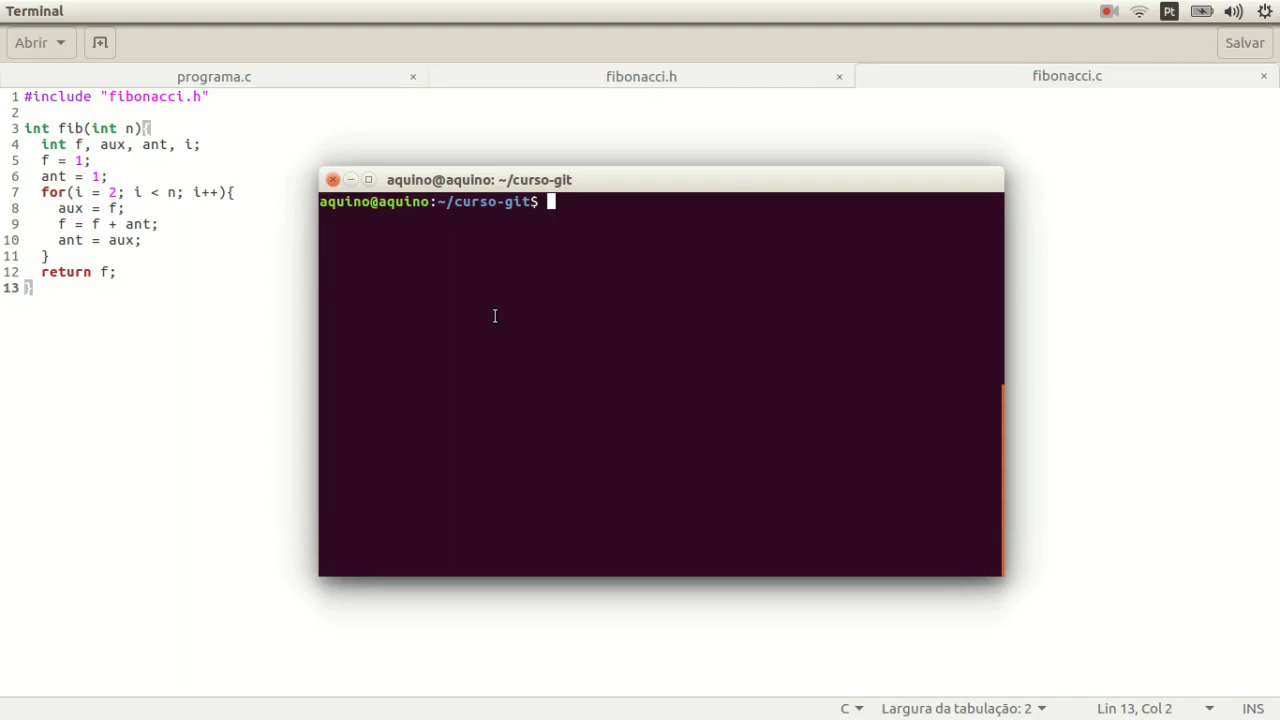 Terminal
Pt
Abrir
Salvar
programa.c × fibonacci.h × fibonacci.c ×
1 #include "fibonacci.h"
2
3 int fib(int n){
4 int f, aux, ant, i;
5 f = 1;
6 ant = 1;
7 for(i = 2; i < n; i++){
8 aux = f;
9 f = f + ant;
10 ant = aux;
11 }
12 return f;
13 }
aquino@aquino: ~/curso-git
aquino@aquino:~/curso-git$
C Largura da tabulação: 2 Lin 13, Col 2 INS